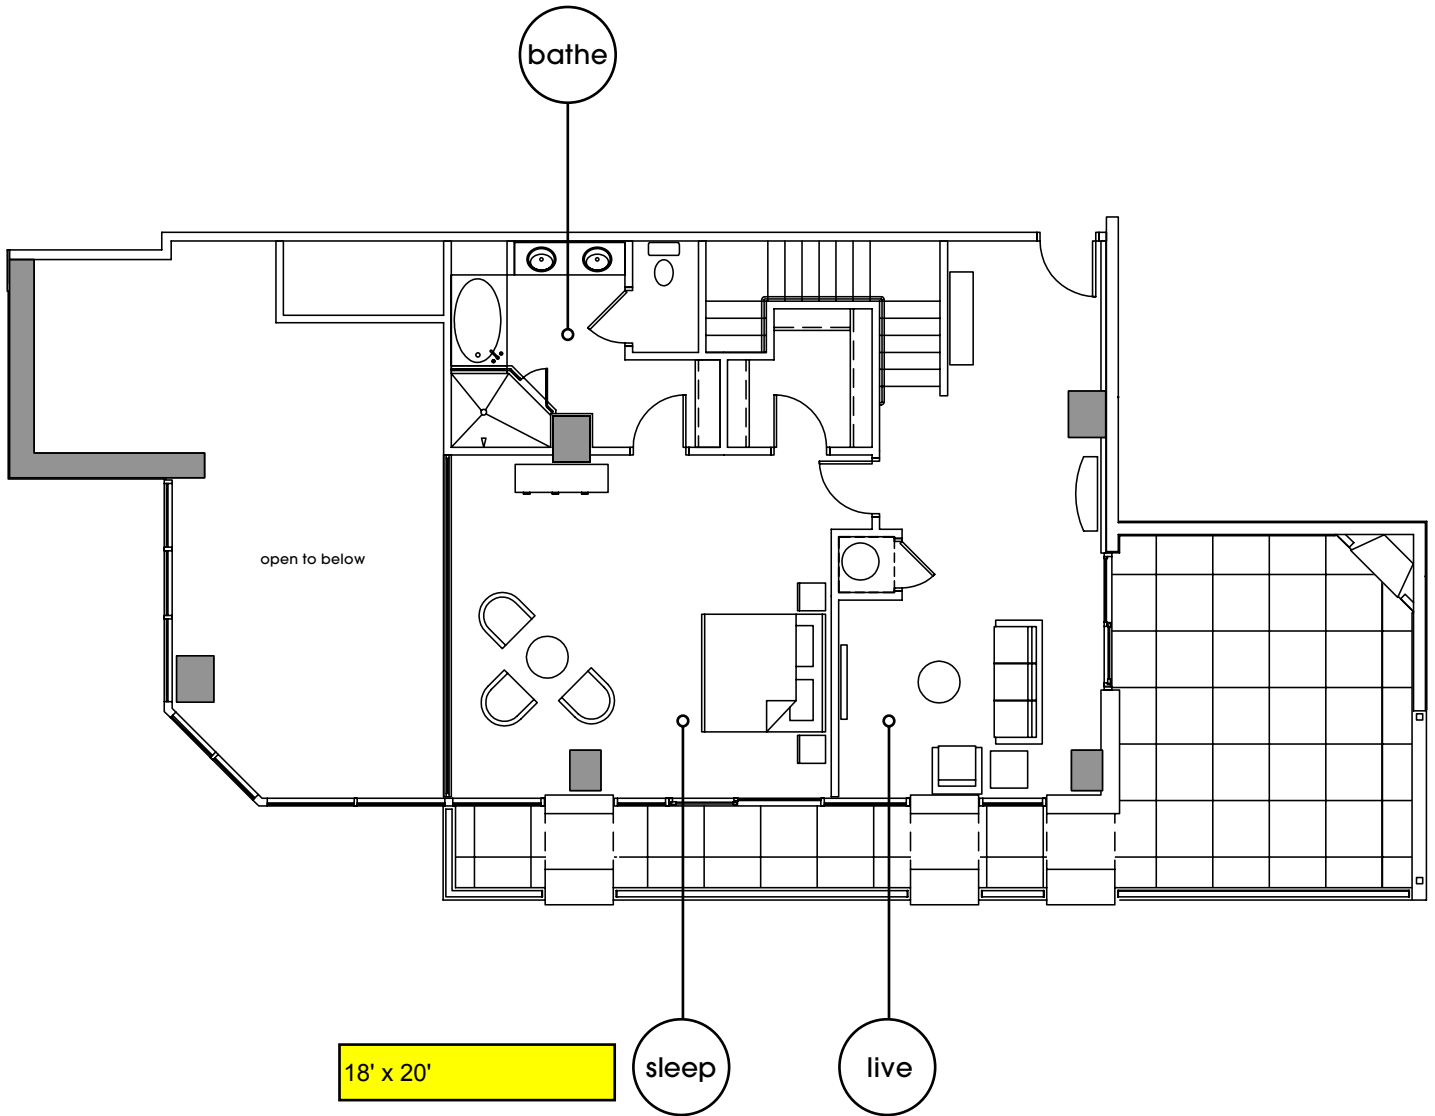 bathe
open to below
18' x 20'
sleep
live